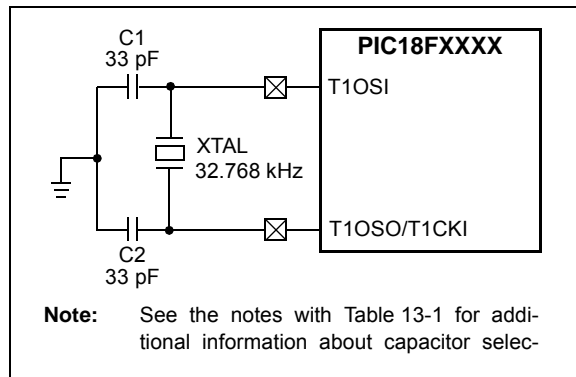 C1
33 pF
PIC18FXXXX
T1OSI
XTAL
32.768 kHz
T1OSO/T1CKI
C2
33 pF
Note: See the notes with Table 13-1 for addi-
tional information about capacitor selec-